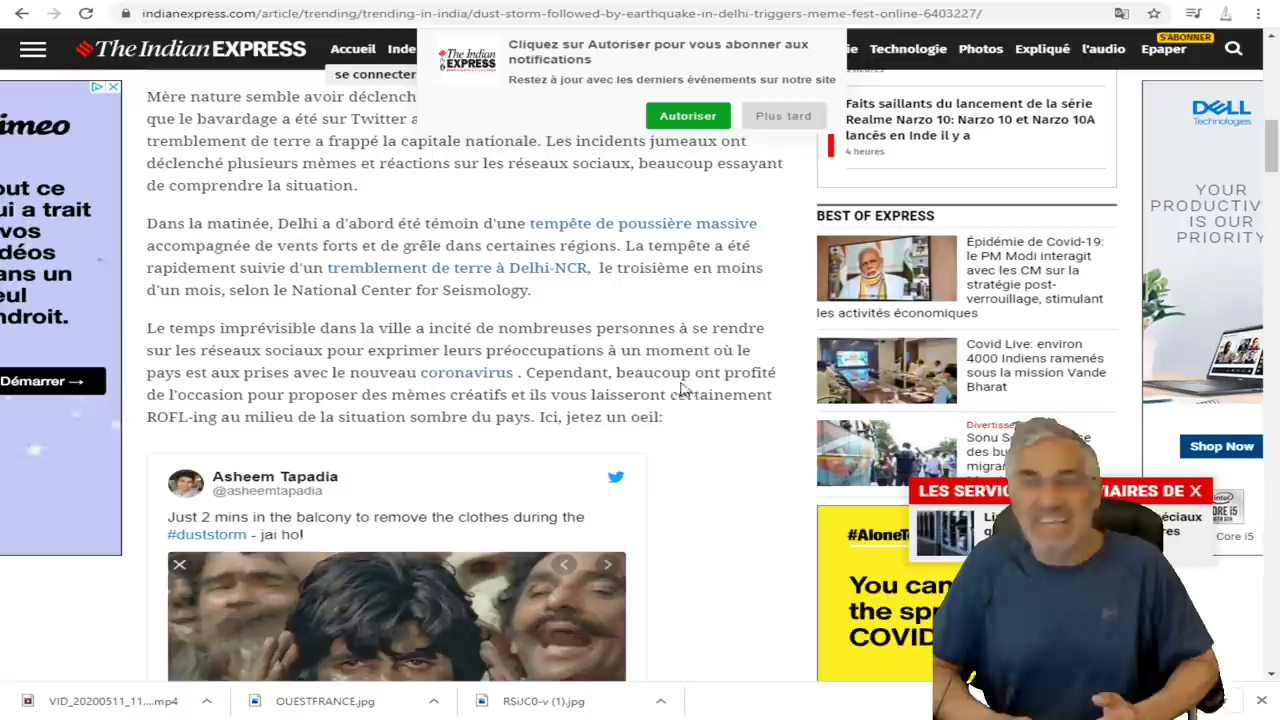 indianexpress.com/article/trending/trending-in-india/dust-storm-followed-by-earthquake-in-delhi-triggers-meme-fest-online-6403227/
The Indian EXPRESS
Accueil
Inde
Technologie
Photos
Expliqué
l'audo
S'ABONNER
Epaper
se connecter
The Indian
EXPRESS
Cliquez sur Autoriser pour vous abonner aux
notifications
Restez à jour avec les derniers évènements sur notre site
Autoriser
Plus tard
Mère nature semble avoir déclench
que le bavardage a été sur Twitter a
tremblement de terre a frappé la capitale nationale. Les incidents jumeaux ont
déclenché plusieurs mèmes et réactions sur les réseaux sociaux, beaucoup essayant
de comprendre la situation.
Dans la matinée, Delhi a d'abord été témoin d'une tempête de poussière massive
accompagnée de vents forts et de grêle dans certaines régions. La tempête a été
rapidement suivie d'un tremblement de terre à Delhi-NCR, le troisième en moins
d'un mois, selon le National Center for Seismology.
Le temps imprévisible dans la ville a incité de nombreuses personnes à se rendre
sur les réseaux sociaux pour exprimer leurs préoccupations à un moment où le
pays est aux prises avec le nouveau coronavirus . Cependant, beaucoup ont profité
de l'occasion pour proposer des mèmes créatifs et ils vous laisseront certainement
ROFL-ing au milieu de la situation sombre du pays. Ici, jetez un oeil:
Asheem Tapadia
@asheemtapadia
Just 2 mins in the balcony to remove the clothes during the
#duststorm - jai ho!
imeo
out ce
ui a trait
vos
déos
ans un
eul
ndroit.
Démarrer →
Faits saillants du lancement de la série
Realme Narzo 10: Narzo 10 et Narzo 10A
lancés en Inde il y a
4 heures
BEST OF EXPRESS
Épidémie de Covid-19:
le PM Modi interagit
avec les CM sur la
stratégie post-
verrouillage, stimulant
les activités économiques
Covid Live: environ
4000 Indiens ramenés
sous la mission Vande
Bharat
Divertisse
Sonu S
des bu
migra
LES SERVIC
VIAIRES DE X
#AloneTo
You can
the spr
COVID
DELL
Technologies
YOUR
PRODUCTIV
IS OUR
PRIORITY
Shop Now
intel
CORE i5
Core i5
VID_20200511_11....mp4
OUESTFRANCE.jpg
RSiJC0-v (1).jpg